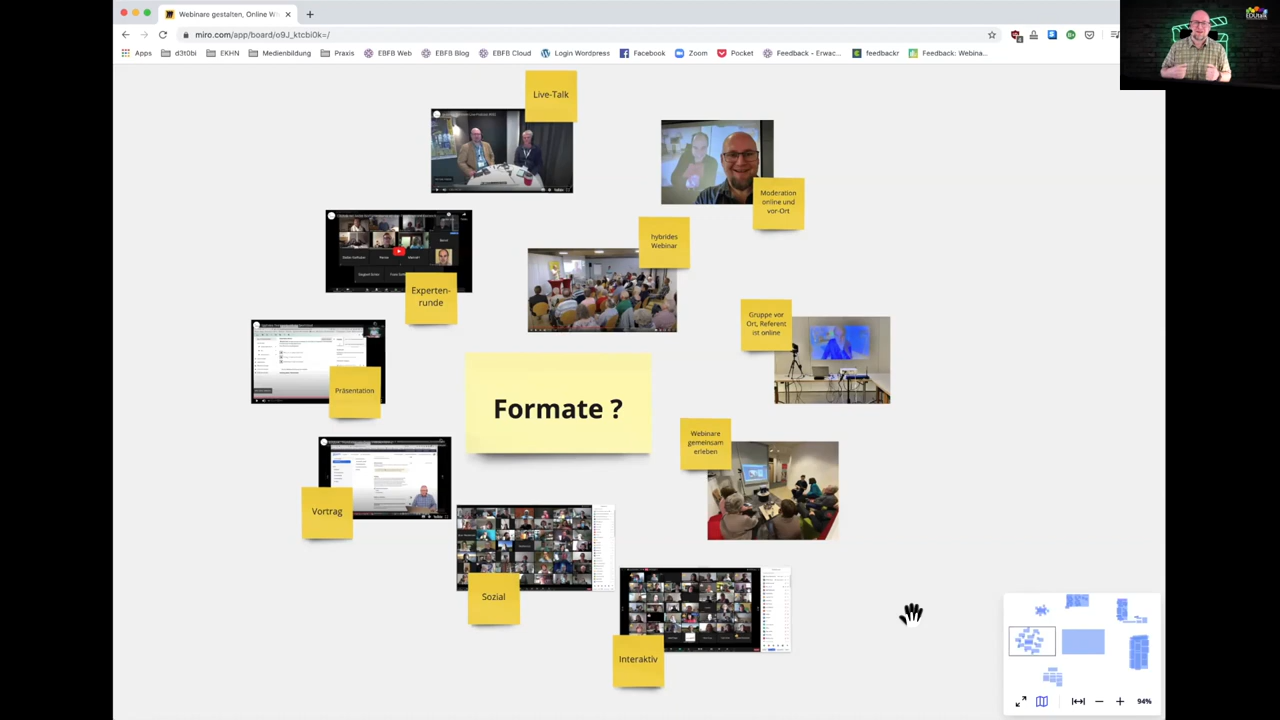 Webinare gestalten, Online W
miro.com/app/board/o9J_ktcbi0k=/
Apps
d3t0bl
EKHN
Medienbildung
Praxis
EBFB Web
EBFB Blog
EBFB Cloud
Login Wordpress
Facebook
Zoom
Pocket
Feedback – Erwac...
feedbackr
Feedback: Webina...
Live-Talk
Moderation
online und
vor-Ort
hybrides
Webinar
Experten-
runde
Gruppe vor
Ort, Referent
ist online
Präsentation
Formate ?
Webinare
gemeinsam
erleben
Vortrag
Sozial
Interaktiv
94%